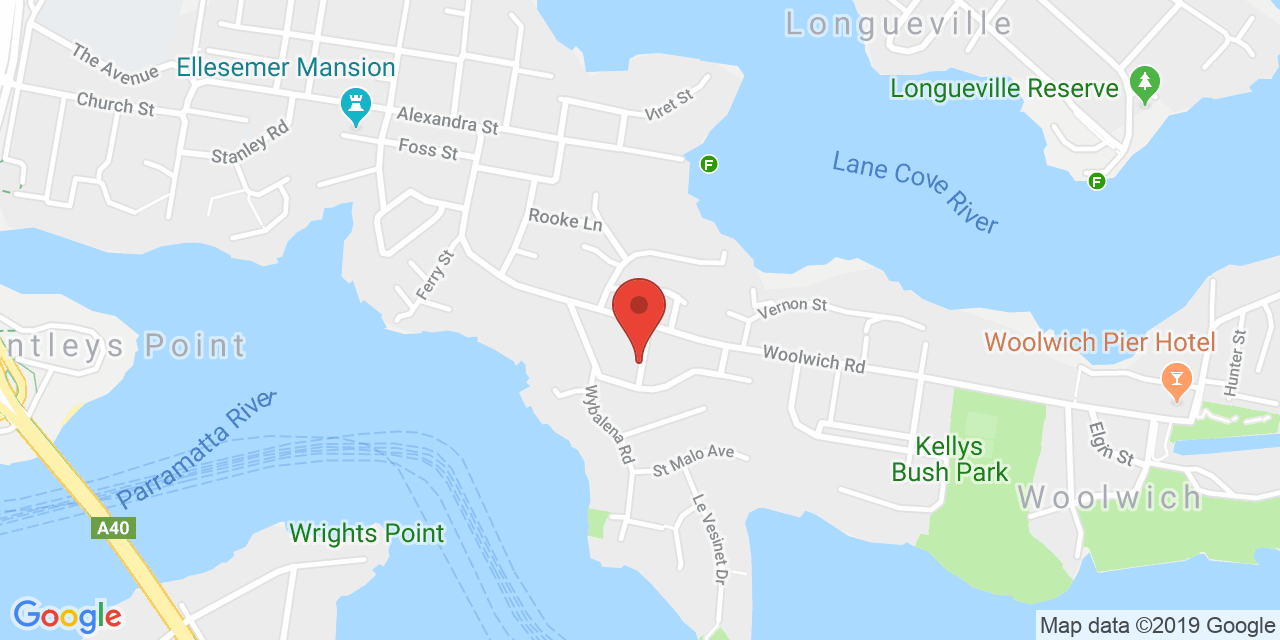 Longueville
The Avenue
Ellesemer Mansion
Longueville Reserve
Church St
Alexandra St
Viret St
Stanley Rd
Foss St
F
F
Lane Cove River
Rooke Ln
Ferry St
Vernon St
ntleys Point
Woolwich Pier Hotel
Hunter St
Woolwich Rd
Parramatta River
Wybalena Rd
Kellys
Bush Park
Elgin St
St Malo Ave
Woolwich
A40
Wrights Point
Le Vesinet Dr
Google
Map data ©2019 Google